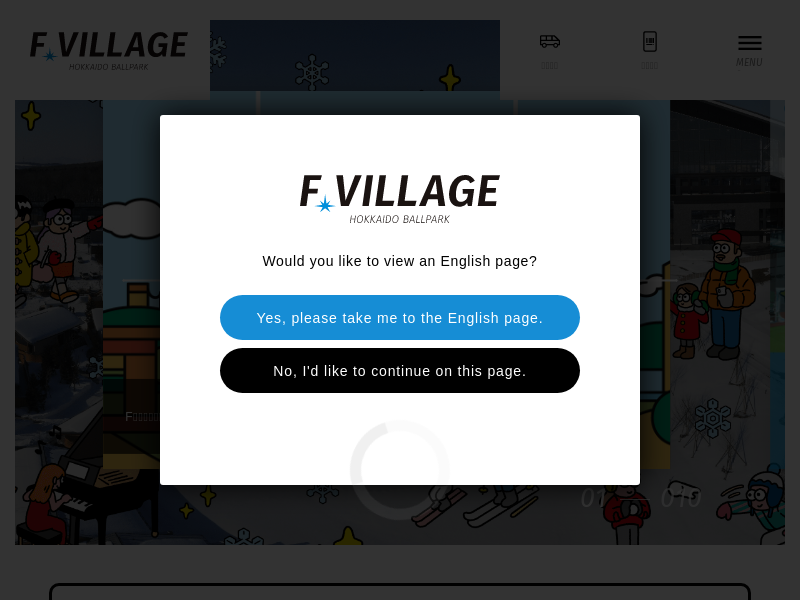 F VILLAGE
HOKKAIDO BALLPARK
MENU
F VILLAGE
HOKKAIDO BALLPARK
Would you like to view an English page?
Yes, please take me to the English page.
No, I'd like to continue on this page.
01
010